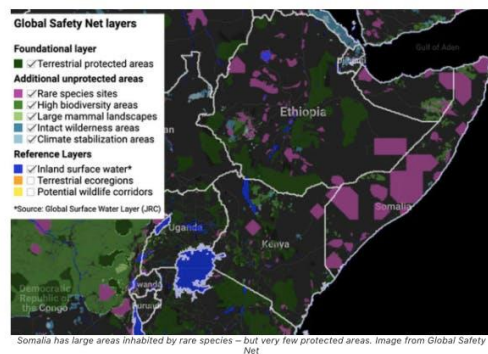 Global Safety Net layers
Foundational layer
Terrestrial protected areas
Additional unprotected areas
Rare species sites
High biodiversity areas
Large mammal landscapes
Intact wilderness areas
Climate stabilization areas
Reference Layers
Inland surface water*
Terrestrial ecoregions
Potential wildlife corridors
*Source: Global Surface Water Layer (JRC)
Gulf of Aden
Djibouti
Ethiopia
Somalia
Uganda
Kenya
Rwanda
Burundi
Democratic
Republic of
the Congo
Somalia has large areas inhabited by rare species – but very few protected areas. Image from Global Safety
Net